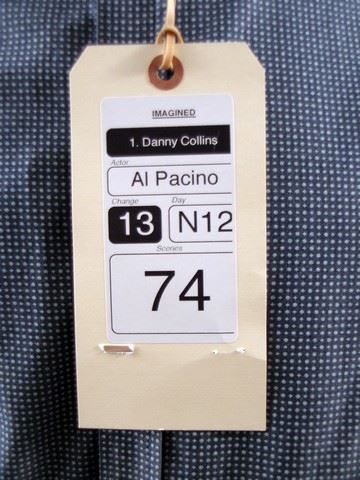 IMAGINED
1. Danny Collins
Actor
Al Pacino
Change Day
13 N12
Scenes
74